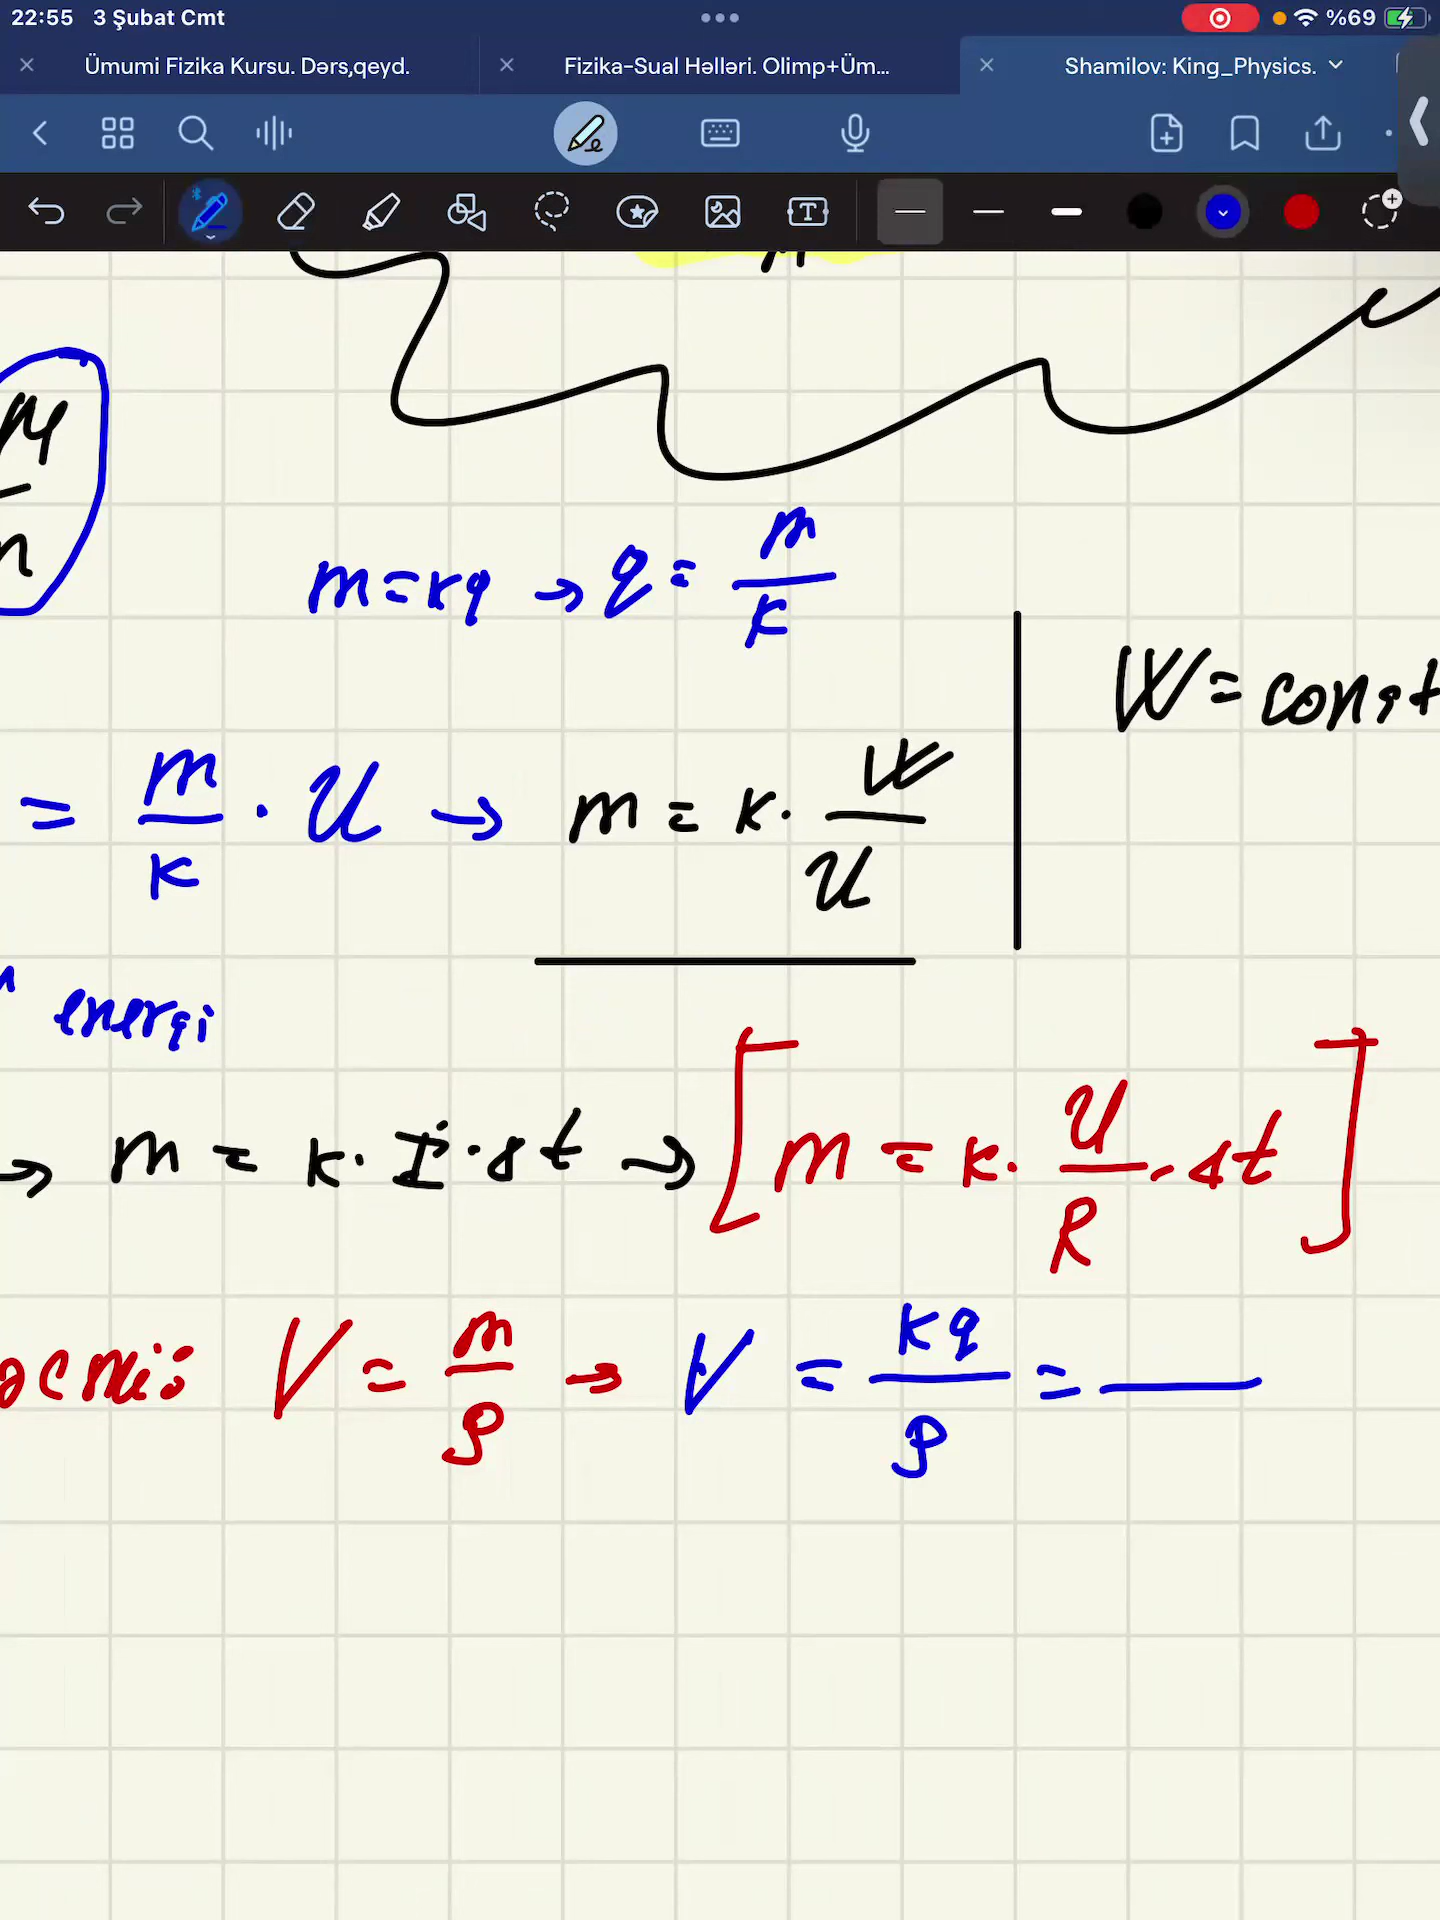 22:55 3 Şubat Cmt %69
Ümumi Fizika Kursu. Dərs,qeyd. Fizika-Sual Həlləri. Olimp+Üm... Shamilov: King_Physics.
μ
n
m = kq → q = m/k
W = const
= m/k · U → m = k · W/U
energi
→ m = k · I · Δt → [m = k · U/R · Δt]
V = m/ρ → V = kq/ρ =